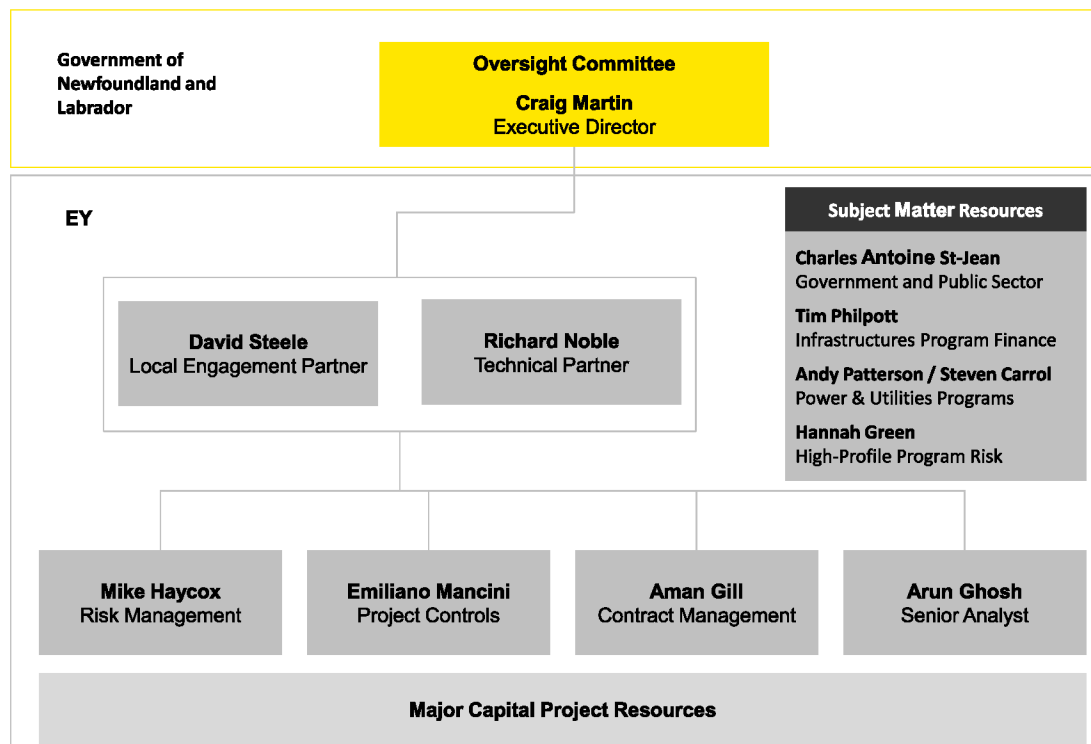 Government of
Newfoundland and
Labrador
Oversight Committee
Craig Martin
Executive Director
EY
Subject Matter Resources
Charles Antoine St-Jean
Government and Public Sector
Tim Philpott
Infrastructures Program Finance
Andy Patterson / Steven Carrol
Power & Utilities Programs
Hannah Green
High-Profile Program Risk
David Steele
Local Engagement Partner
Richard Noble
Technical Partner
Mike Haycox
Risk Management
Emiliano Mancini
Project Controls
Aman Gill
Contract Management
Arun Ghosh
Senior Analyst
Major Capital Project Resources